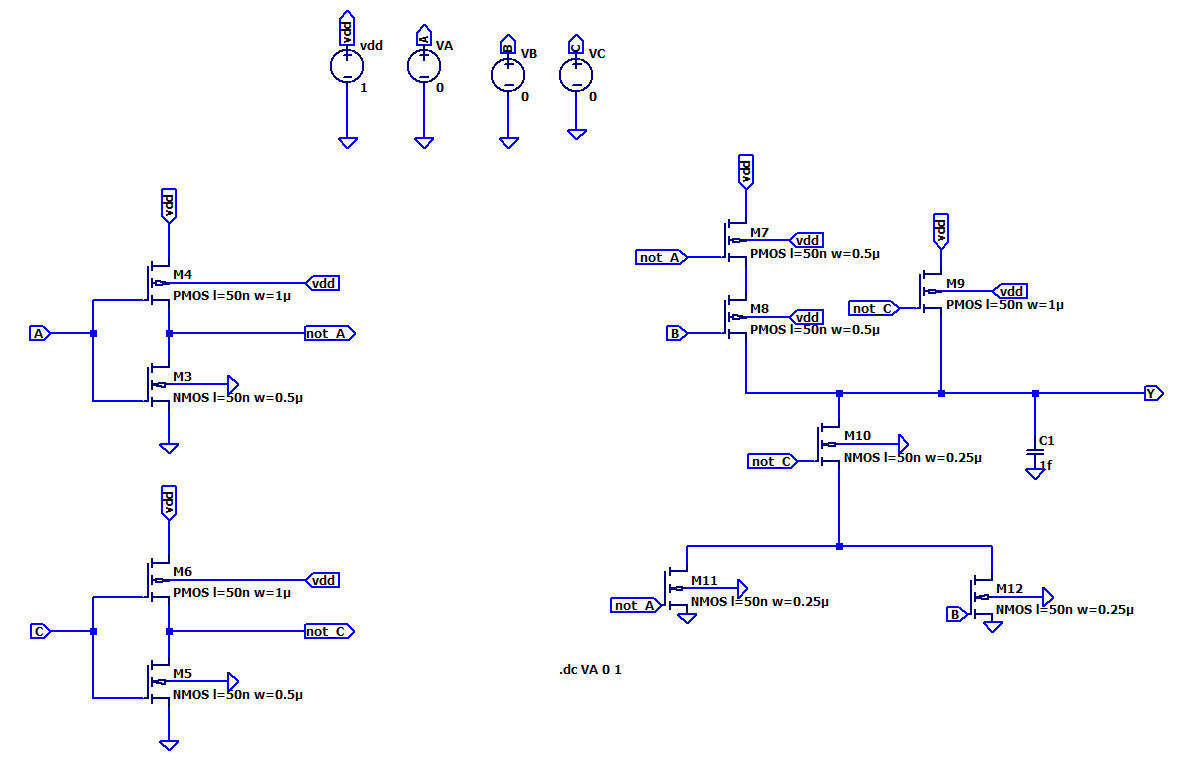 vdd
vdd
1
A
VA
0
B
VB
0
C
VC
0
vdd
M4
vdd
PMOS l=50n w=1µ
A
not_A
M3
NMOS l=50n w=0.5µ
vdd
M6
vdd
PMOS l=50n w=1µ
C
not_C
M5
NMOS l=50n w=0.5µ
vdd
M7
vdd
not_A
PMOS l=50n w=0.5µ
M8
vdd
B
PMOS l=50n w=0.5µ
vdd
M9
vdd
not_C
PMOS l=50n w=1µ
Y
M10
not_C
NMOS l=50n w=0.25µ
C1
1f
M11
not_A
NMOS l=50n w=0.25µ
M12
B
NMOS l=50n w=0.25µ
.dc VA 0 1